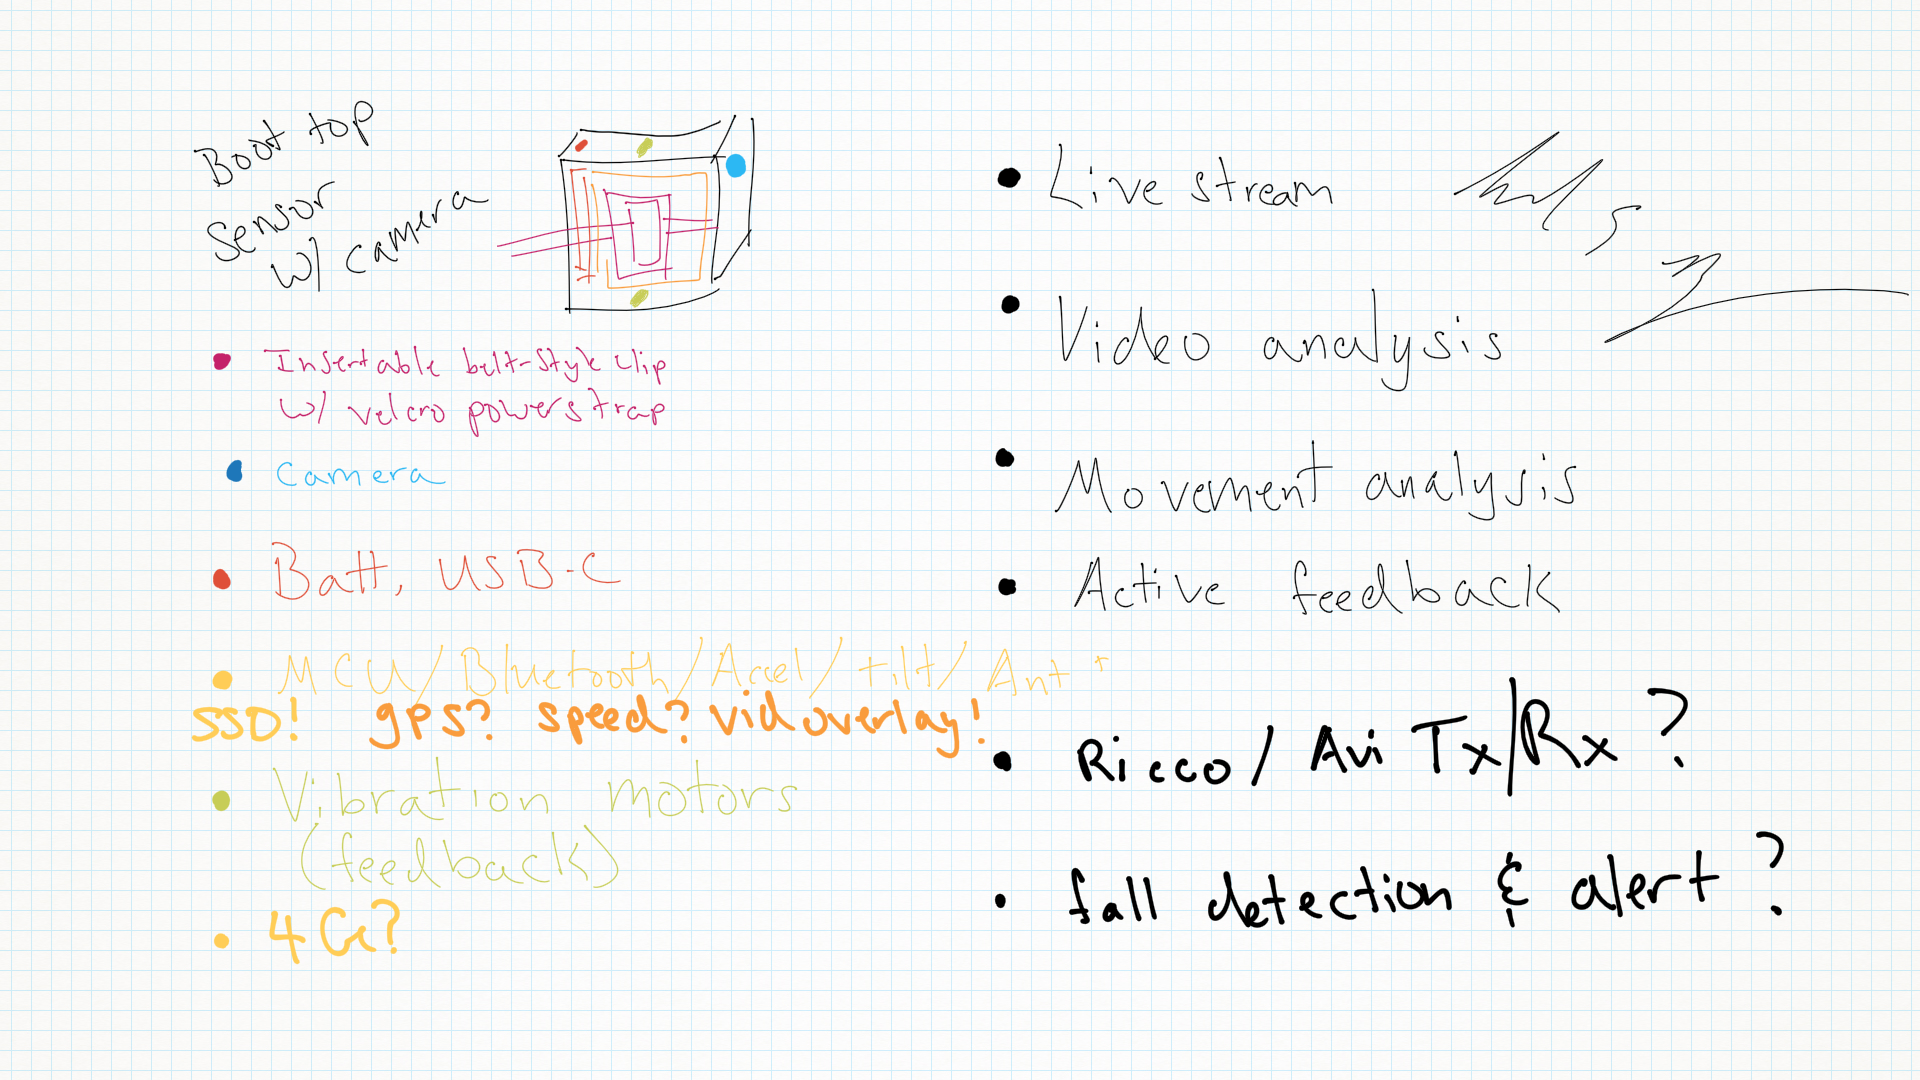 Boot top
sensor
w/ camera
• Insertable belt-style clip
w/ velcro powerstrap
• Camera
• Batt, USB-C
• MCU/Bluetooth/Accel/tilt/Ant+
SSD! gps? speed? vid overlay!
• Vibration motors
(feedback)
• 4G?
• Live stream
• Video analysis
• Movement analysis
• Active feedback
• Ricco/Avi Tx/Rx?
• fall detection & alert?